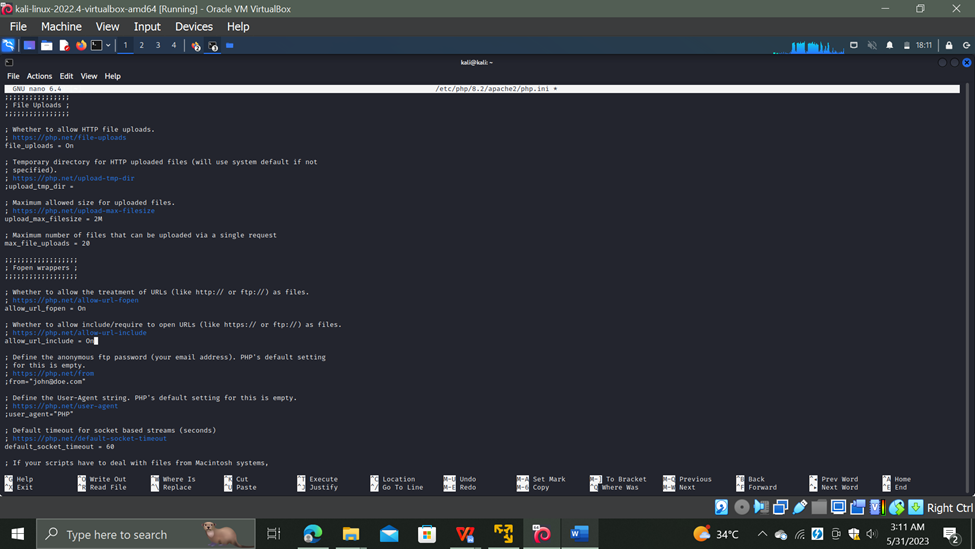 kali-linux-2022.4-virtualbox-amd64 [Running] - Oracle VM VirtualBox
File Machine View Input Devices Help
1 2 3 4 18:11
kali@kali: ~
File Actions Edit View Help
GNU nano 6.4 /etc/php/8.2/apache2/php.ini *
;;;;;;;;;;;;;;;;
; File Uploads ;
;;;;;;;;;;;;;;;;
; Whether to allow HTTP file uploads.
; https://php.net/file-uploads
file_uploads = On
; Temporary directory for HTTP uploaded files (will use system default if not
; specified).
; https://php.net/upload-tmp-dir
;upload_tmp_dir =
; Maximum allowed size for uploaded files.
; https://php.net/upload-max-filesize
upload_max_filesize = 2M
; Maximum number of files that can be uploaded via a single request
max_file_uploads = 20
;;;;;;;;;;;;;;;;;;
; Fopen wrappers ;
;;;;;;;;;;;;;;;;;;
; Whether to allow the treatment of URLs (like http:// or ftp://) as files.
; https://php.net/allow-url-fopen
allow_url_fopen = On
; Whether to allow include/require to open URLs (like https:// or ftp://) as files.
; https://php.net/allow-url-include
allow_url_include = On
; Define the anonymous ftp password (your email address). PHP's default setting
; for this is empty.
; https://php.net/from
;from="john@doe.com"
; Define the User-Agent string. PHP's default setting for this is empty.
; https://php.net/user-agent
;user_agent="PHP"
; Default timeout for socket based streams (seconds)
; https://php.net/default-socket-timeout
default_socket_timeout = 60
; If your scripts have to deal with files from Macintosh systems,
^G Help ^O Write Out ^W Where Is ^K Cut ^T Execute ^C Location M-U Undo M-A Set Mark M-] To Bracket M-Q Previous ^B Back ^◂ Prev Word ^A Home
^X Exit ^R Read File ^\ Replace ^U Paste ^J Justify ^/ Go To Line M-E Redo M-6 Copy ^Q Where Was M-W Next ^F Forward ^▸ Next Word ^E End
Right Ctrl
Type here to search
34°C
3:11 AM
5/31/2023
2